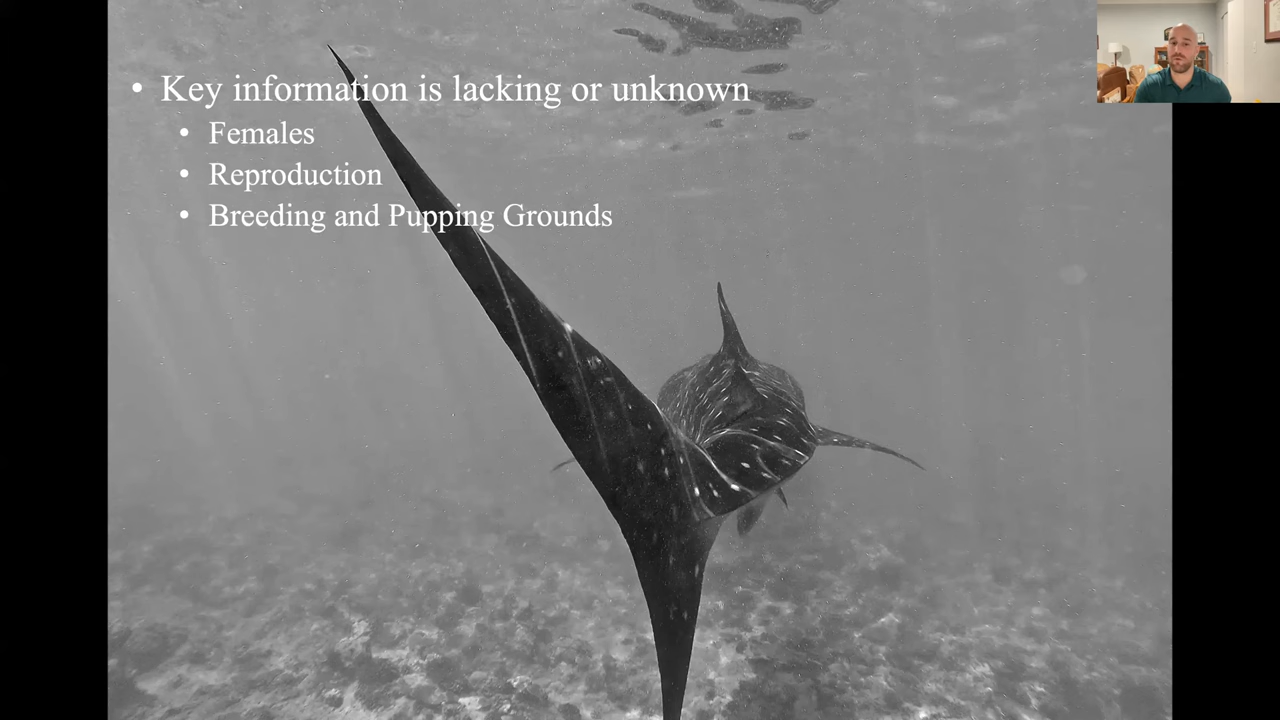 • Key information is lacking or unknown
• Females
• Reproduction
• Breeding and Pupping Grounds